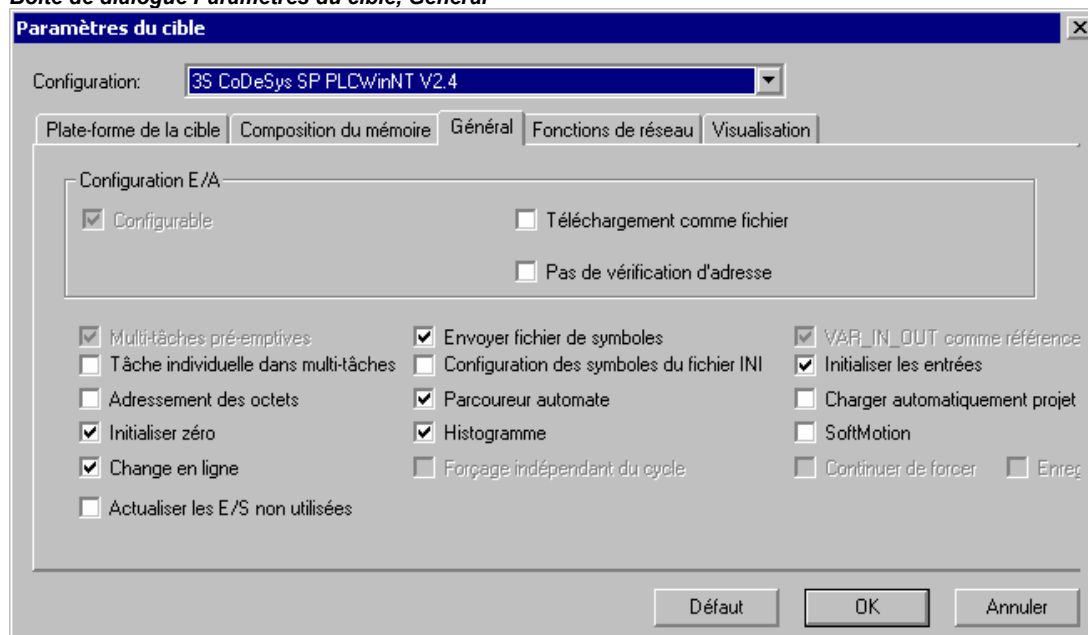 Boîte de dialogue Paramètres du cible, Général
Paramètres du cible
Configuration: 3S CoDeSys SP PLCWinNT V2.4
Plate-forme de la cible Composition du mémoire Général Fonctions de réseau Visualisation
Configuration E/A
Configurable Téléchargement comme fichier
Pas de vérification d'adresse
Multi-tâches pré-emptives Envoyer fichier de symboles VAR_IN_OUT comme référence
Tâche individuelle dans multi-tâches Configuration des symboles du fichier INI Initialiser les entrées
Adressement des octets Parcoureur automate Charger automatiquement projet
Initialiser zéro Histogramme SoftMotion
Change en ligne Forçage indépendant du cycle Continuer de forcer
Actualiser les E/S non utilisées
Défaut OK Annuler